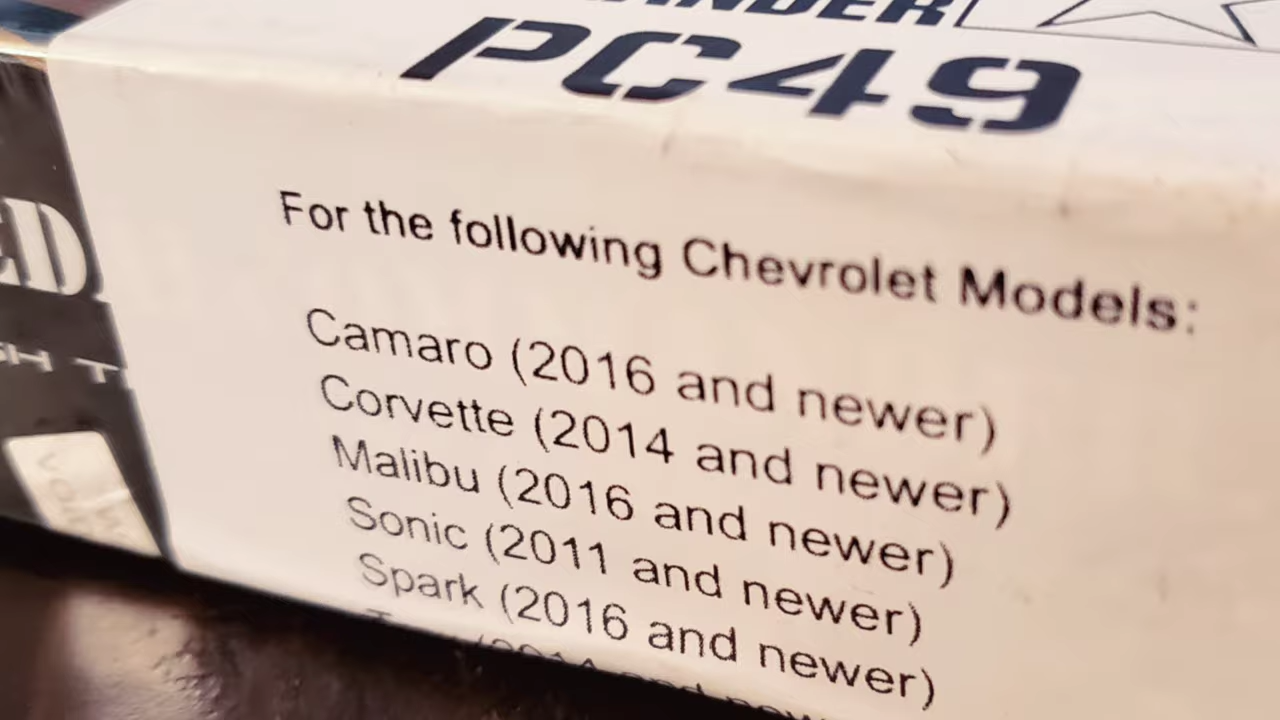 PC49
For the following Chevrolet Models:
Camaro (2016 and newer)
Corvette (2014 and newer)
Malibu (2016 and newer)
Sonic (2011 and newer)
Spark (2016 and newer)